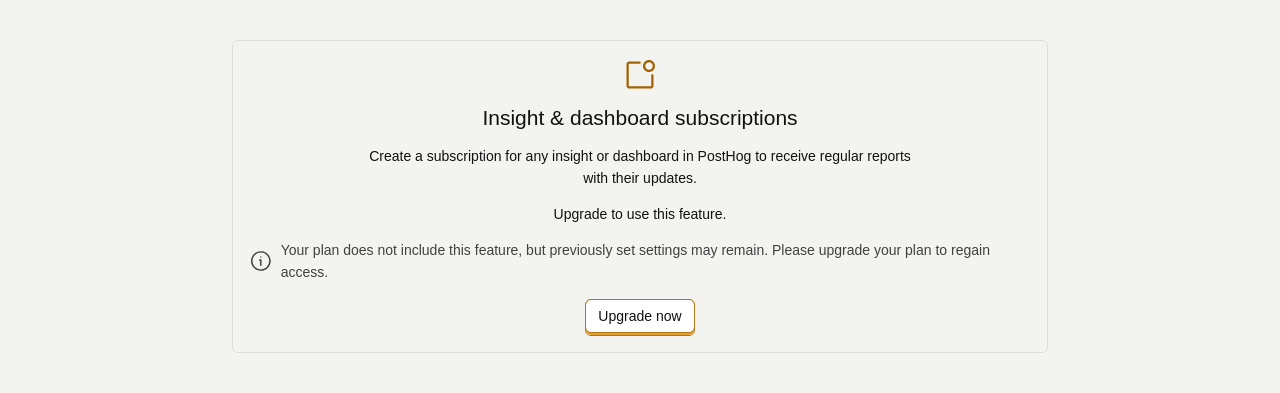 Insight & dashboard subscriptions
Create a subscription for any insight or dashboard in PostHog to receive regular reports
with their updates.
Upgrade to use this feature.
Your plan does not include this feature, but previously set settings may remain. Please upgrade your plan to regain
access.
Upgrade now